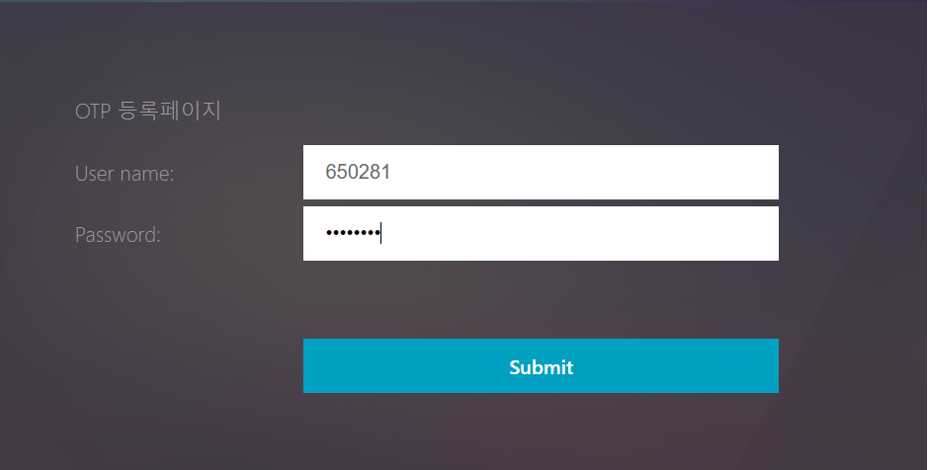 OTP 등록페이지
User name: 650281
Password: ••••••••
Submit